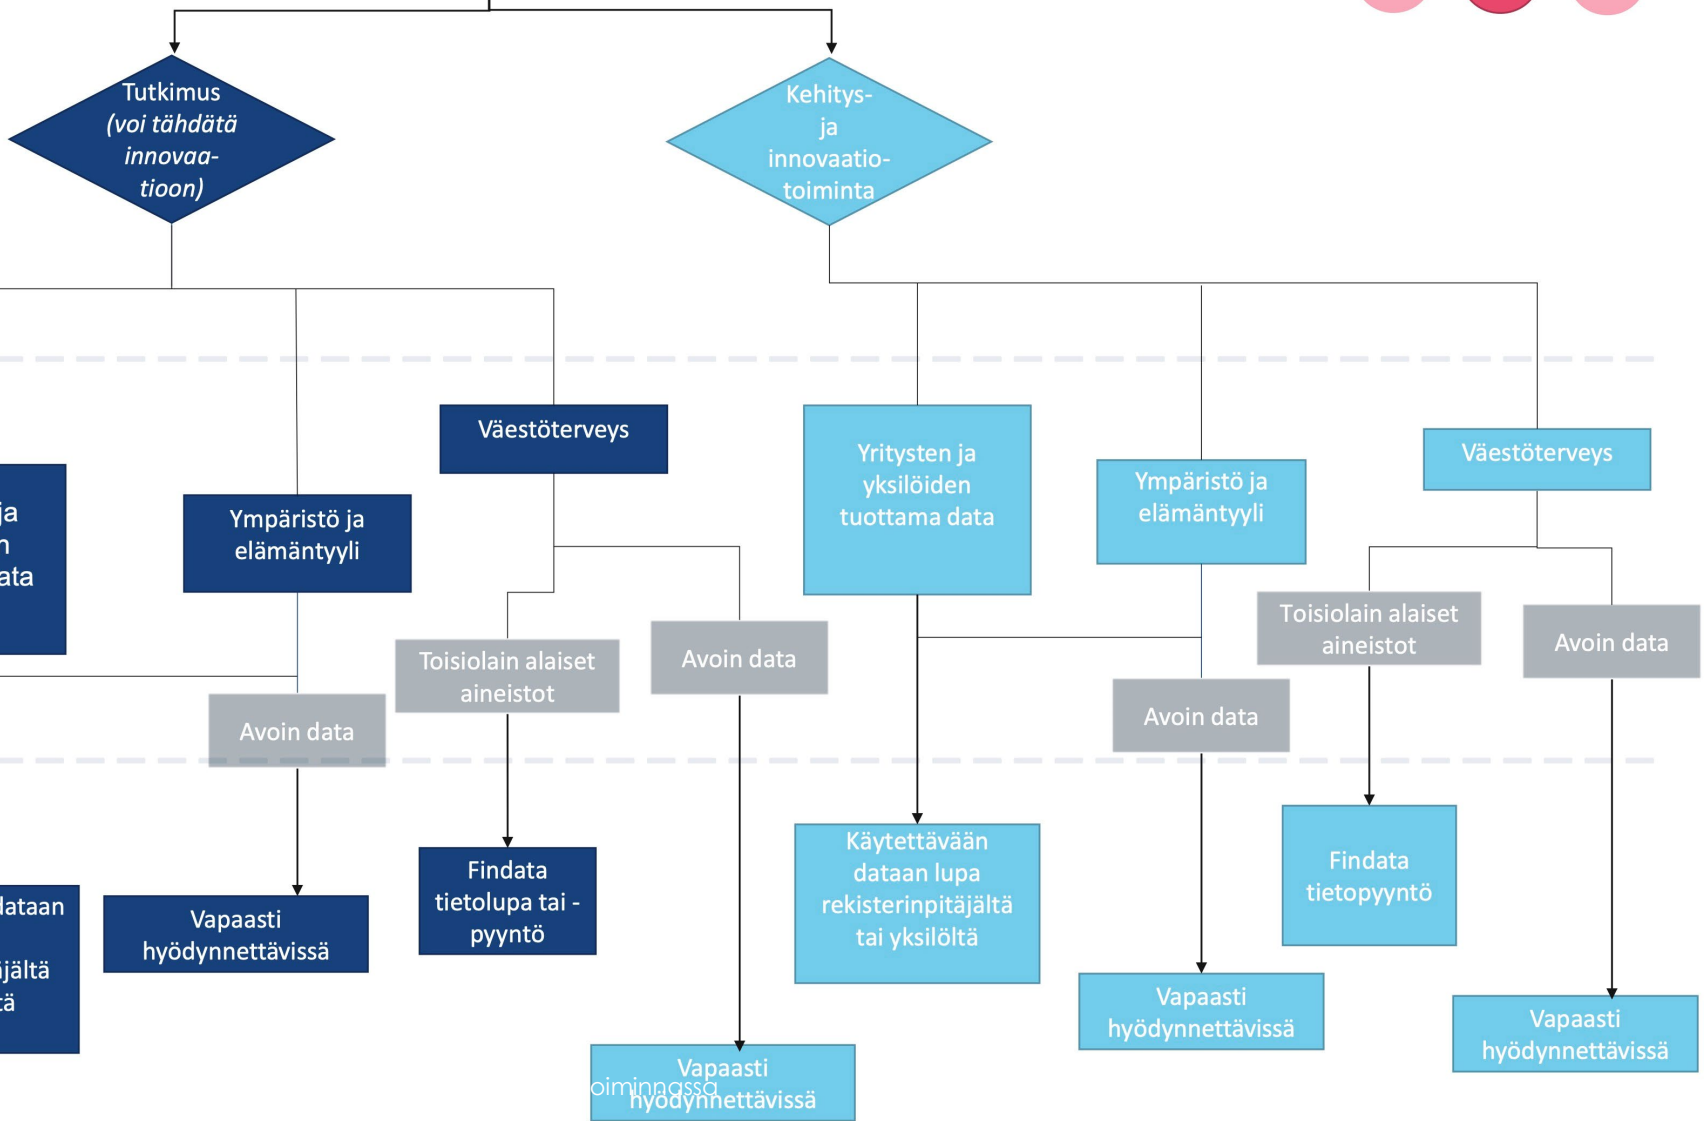 Tutkimus
(voi tähdätä
innovaa-
tioon)
Kehitys-
ja
innovaatio-
toiminta
Väestöterveys
Yritysten ja
yksilöiden
tuottama data
Ympäristö ja
elämäntyyli
Väestöterveys
ja
n
ata
Ympäristö ja
elämäntyyli
Toisiolain alaiset
aineistot
Avoin data
Toisiolain alaiset
aineistot
Avoin data
Avoin data
Avoin data
Käytettävään
dataan lupa
rekisterinpitäjältä
tai yksilöltä
Findata
tietopyyntö
Findata
tietolupa tai -
pyyntö
dataan
jältä
tä
Vapaasti
hyödynnettävissä
Vapaasti
hyödynnettävissä
Vapaasti
hyödynnettävissä
Vapaasti
oiminnassa
hyödynnettävissä